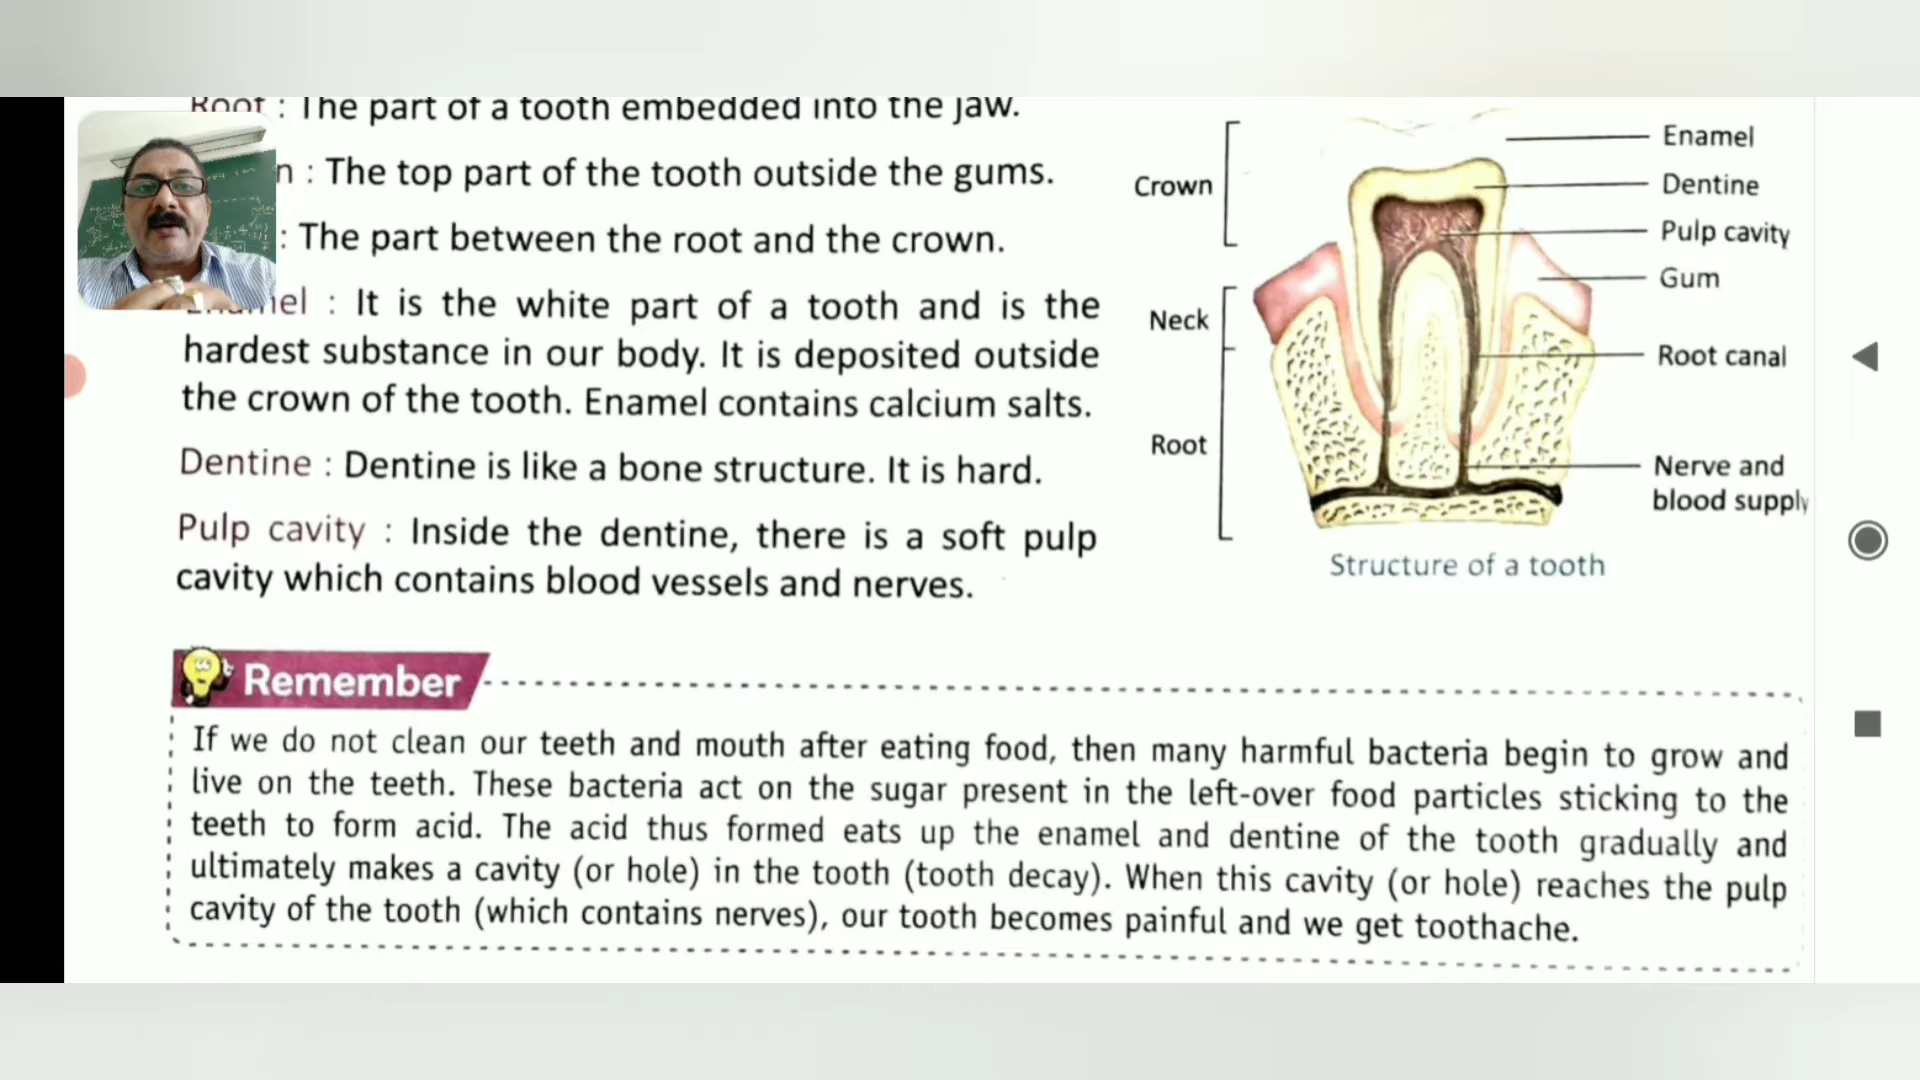 Root : The part of a tooth embedded into the jaw.
n : The top part of the tooth outside the gums.
: The part between the root and the crown.
Enamel : It is the white part of a tooth and is the
hardest substance in our body. It is deposited outside
the crown of the tooth. Enamel contains calcium salts.
Dentine : Dentine is like a bone structure. It is hard.
Pulp cavity : Inside the dentine, there is a soft pulp
cavity which contains blood vessels and nerves.
Crown
Neck
Root
Enamel
Dentine
Pulp cavity
Gum
Root canal
Nerve and
blood supply
Structure of a tooth
Remember
If we do not clean our teeth and mouth after eating food, then many harmful bacteria begin to grow and
live on the teeth. These bacteria act on the sugar present in the left-over food particles sticking to the
teeth to form acid. The acid thus formed eats up the enamel and dentine of the tooth gradually and
ultimately makes a cavity (or hole) in the tooth (tooth decay). When this cavity (or hole) reaches the pulp
cavity of the tooth (which contains nerves), our tooth becomes painful and we get toothache.